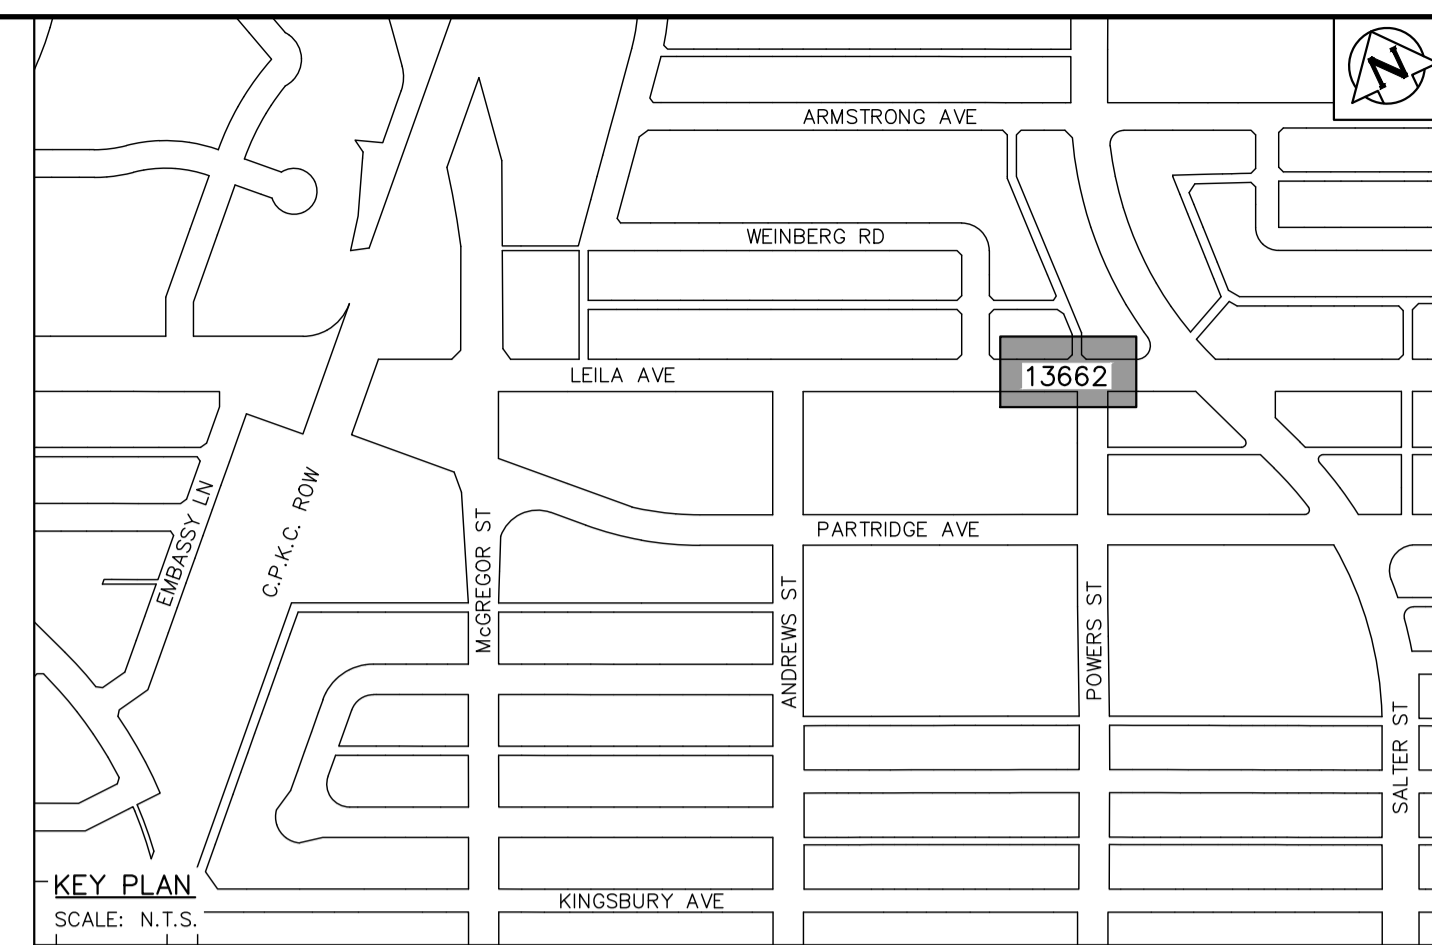 N
ARMSTRONG AVE
WEINBERG RD
LEILA AVE
13662
EMBASSY LN
C.P.K.C. ROW
McGREGOR ST
PARTRIDGE AVE
ANDREWS ST
POWERS ST
SALTER ST
KEY PLAN
SCALE: N.T.S.
KINGSBURY AVE